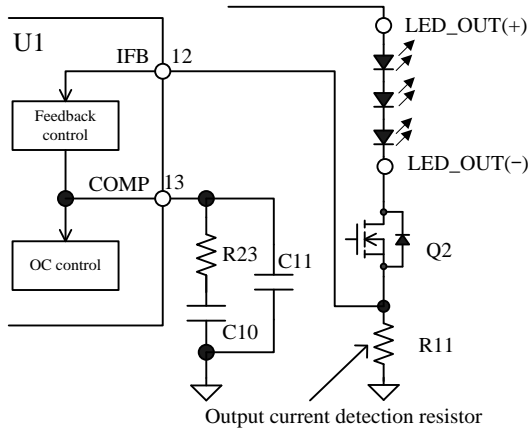 LED_OUT(+)
U1
IFB
12
Feedback
control
LED_OUT(−)
COMP
13
R23
C11
Q2
OC control
C10
R11
Output current detection resistor